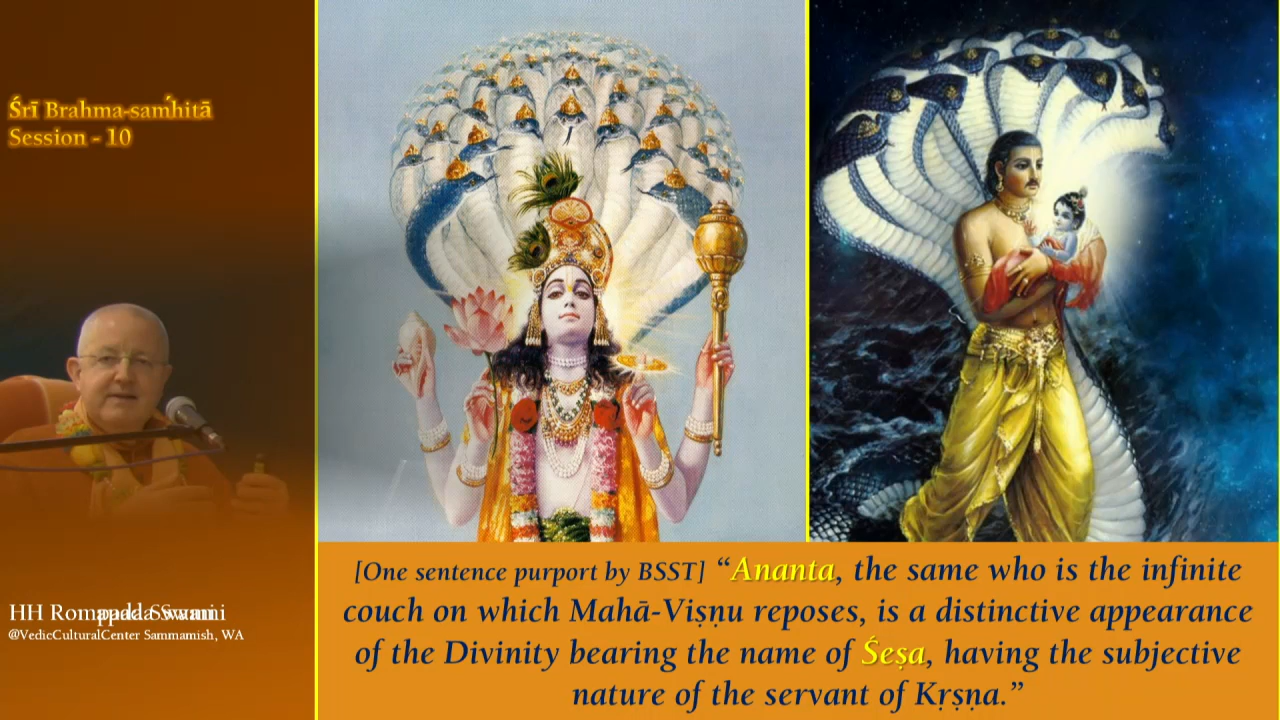 Śrī Brahma-saṁhitā
Session - 10
HH Romapada Swami
@VedicCulturalCenter Sammamish, WA
[One sentence purport by BSST] “Ananta, the same who is the infinite
couch on which Mahā-Viṣṇu reposes, is a distinctive appearance
of the Divinity bearing the name of Śeṣa, having the subjective
nature of the servant of Kṛṣṇa.”